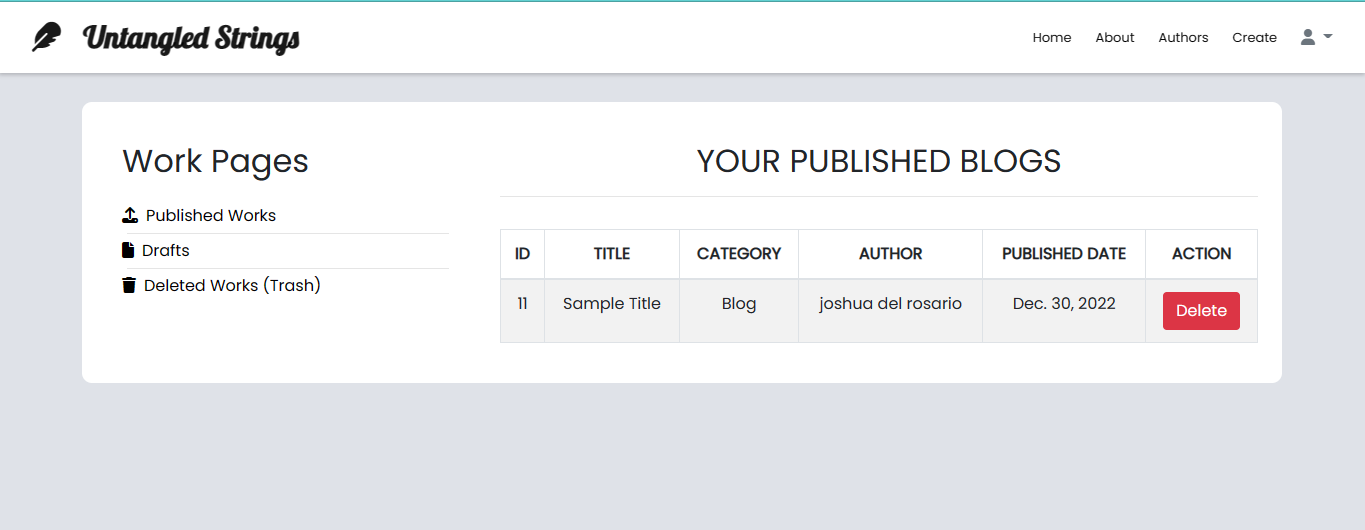 Untangled Strings
Home About Authors Create
Work Pages
Published Works
Drafts
Deleted Works (Trash)
YOUR PUBLISHED BLOGS
ID TITLE CATEGORY AUTHOR PUBLISHED DATE ACTION
11 Sample Title Blog joshua del rosario Dec. 30, 2022 Delete